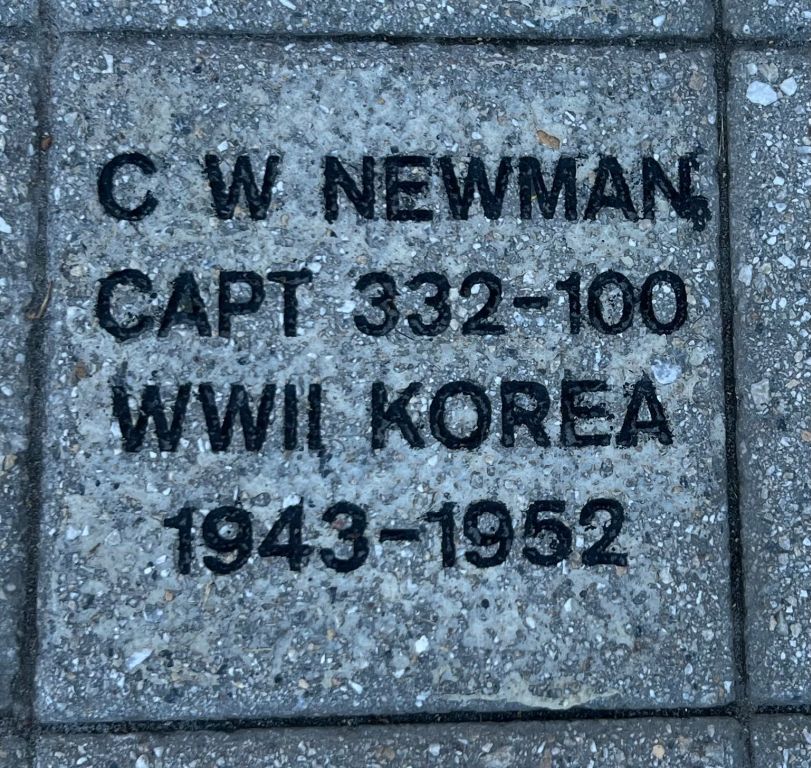 C W NEWMAN
CAPT 332-100
WWII KOREA
1943-1952